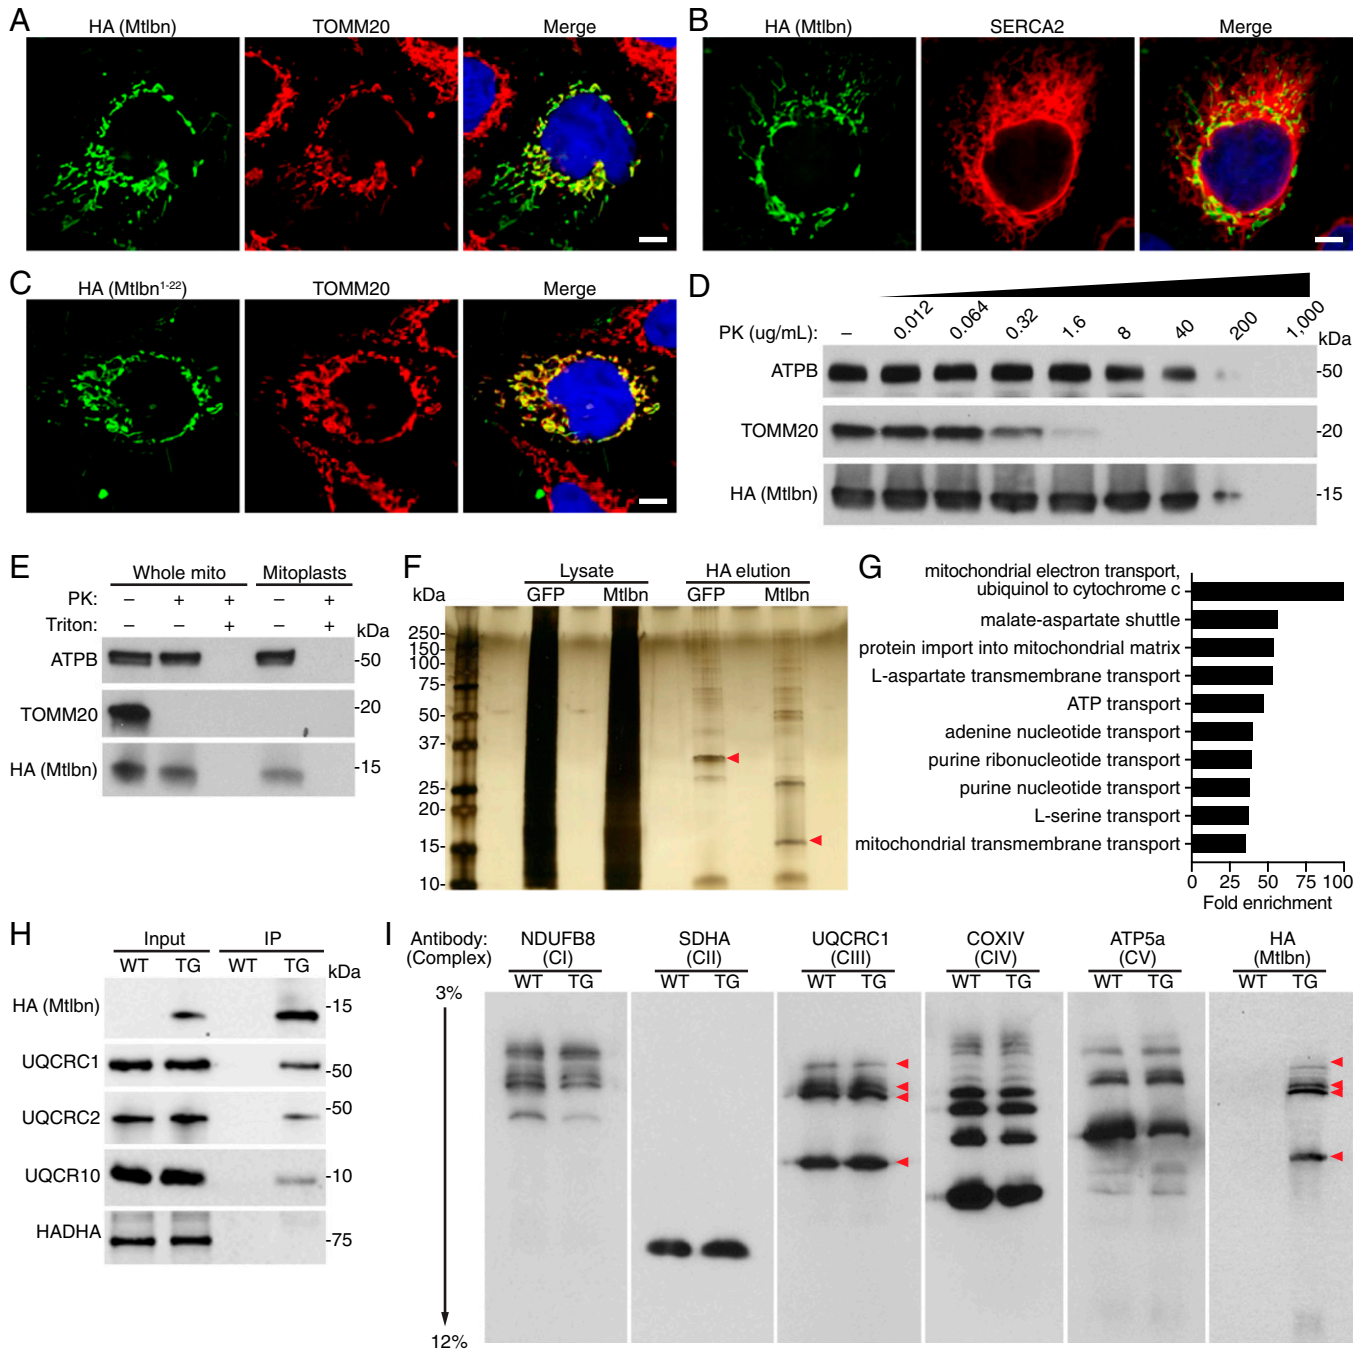 A
HA (Mtlbn) TOMM20 Merge
B
HA (Mtlbn) SERCA2 Merge
C
HA (Mtlbn1-22) TOMM20 Merge
D
PK (ug/mL): – 0.012 0.064 0.32 1.6 8 40 200 1,000
kDa
ATPB -50
TOMM20 -20
HA (Mtlbn) -15
E
Whole mito Mitoplasts
PK: – + + – +
Triton: – – + – +
kDa
ATPB -50
TOMM20 -20
HA (Mtlbn) -15
F
Lysate HA elution
kDa GFP Mtlbn GFP Mtlbn
250-
150-
100-
75-
50-
37-
25-
20-
15-
10-
G
mitochondrial electron transport,
ubiquinol to cytochrome c
malate-aspartate shuttle
protein import into mitochondrial matrix
L-aspartate transmembrane transport
ATP transport
adenine nucleotide transport
purine ribonucleotide transport
purine nucleotide transport
L-serine transport
mitochondrial transmembrane transport
0 25 50 75 100
Fold enrichment
H
Input IP
WT TG WT TG
kDa
HA (Mtlbn) -15
UQCRC1 -50
UQCRC2 -50
UQCR10 -10
HADHA -75
I
Antibody: NDUFB8 SDHA UQCRC1 COXIV ATP5a HA
(Complex) (CI) (CII) (CIII) (CIV) (CV) (Mtlbn)
WT TG WT TG WT TG WT TG WT TG WT TG
3%
12%